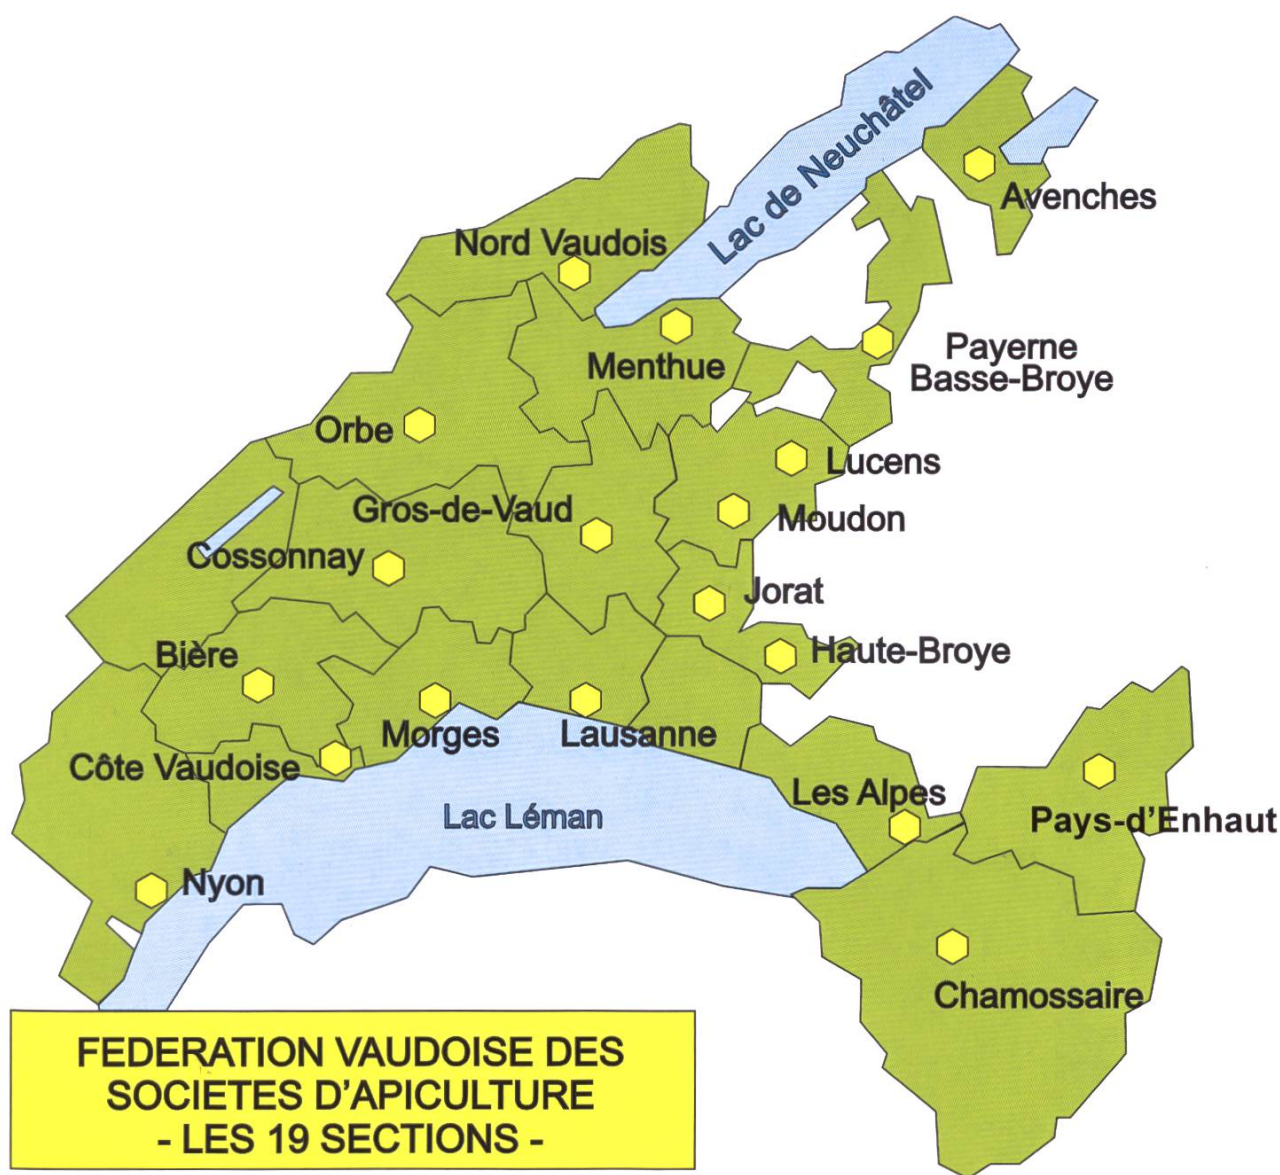 Lac de Neuchâtel
Avenches
Nord Vaudois
Payerne
Basse-Broye
Menthue
Orbe
Lucens
Gros-de-Vaud
Moudon
Cossonnay
Jorat
Bière
Haute-Broye
Morges
Lausanne
Côte Vaudoise
Les Alpes
Lac Léman
Pays-d'Enhaut
Nyon
Chamossaire
FEDERATION VAUDOISE DES
SOCIETES D'APICULTURE
- LES 19 SECTIONS -